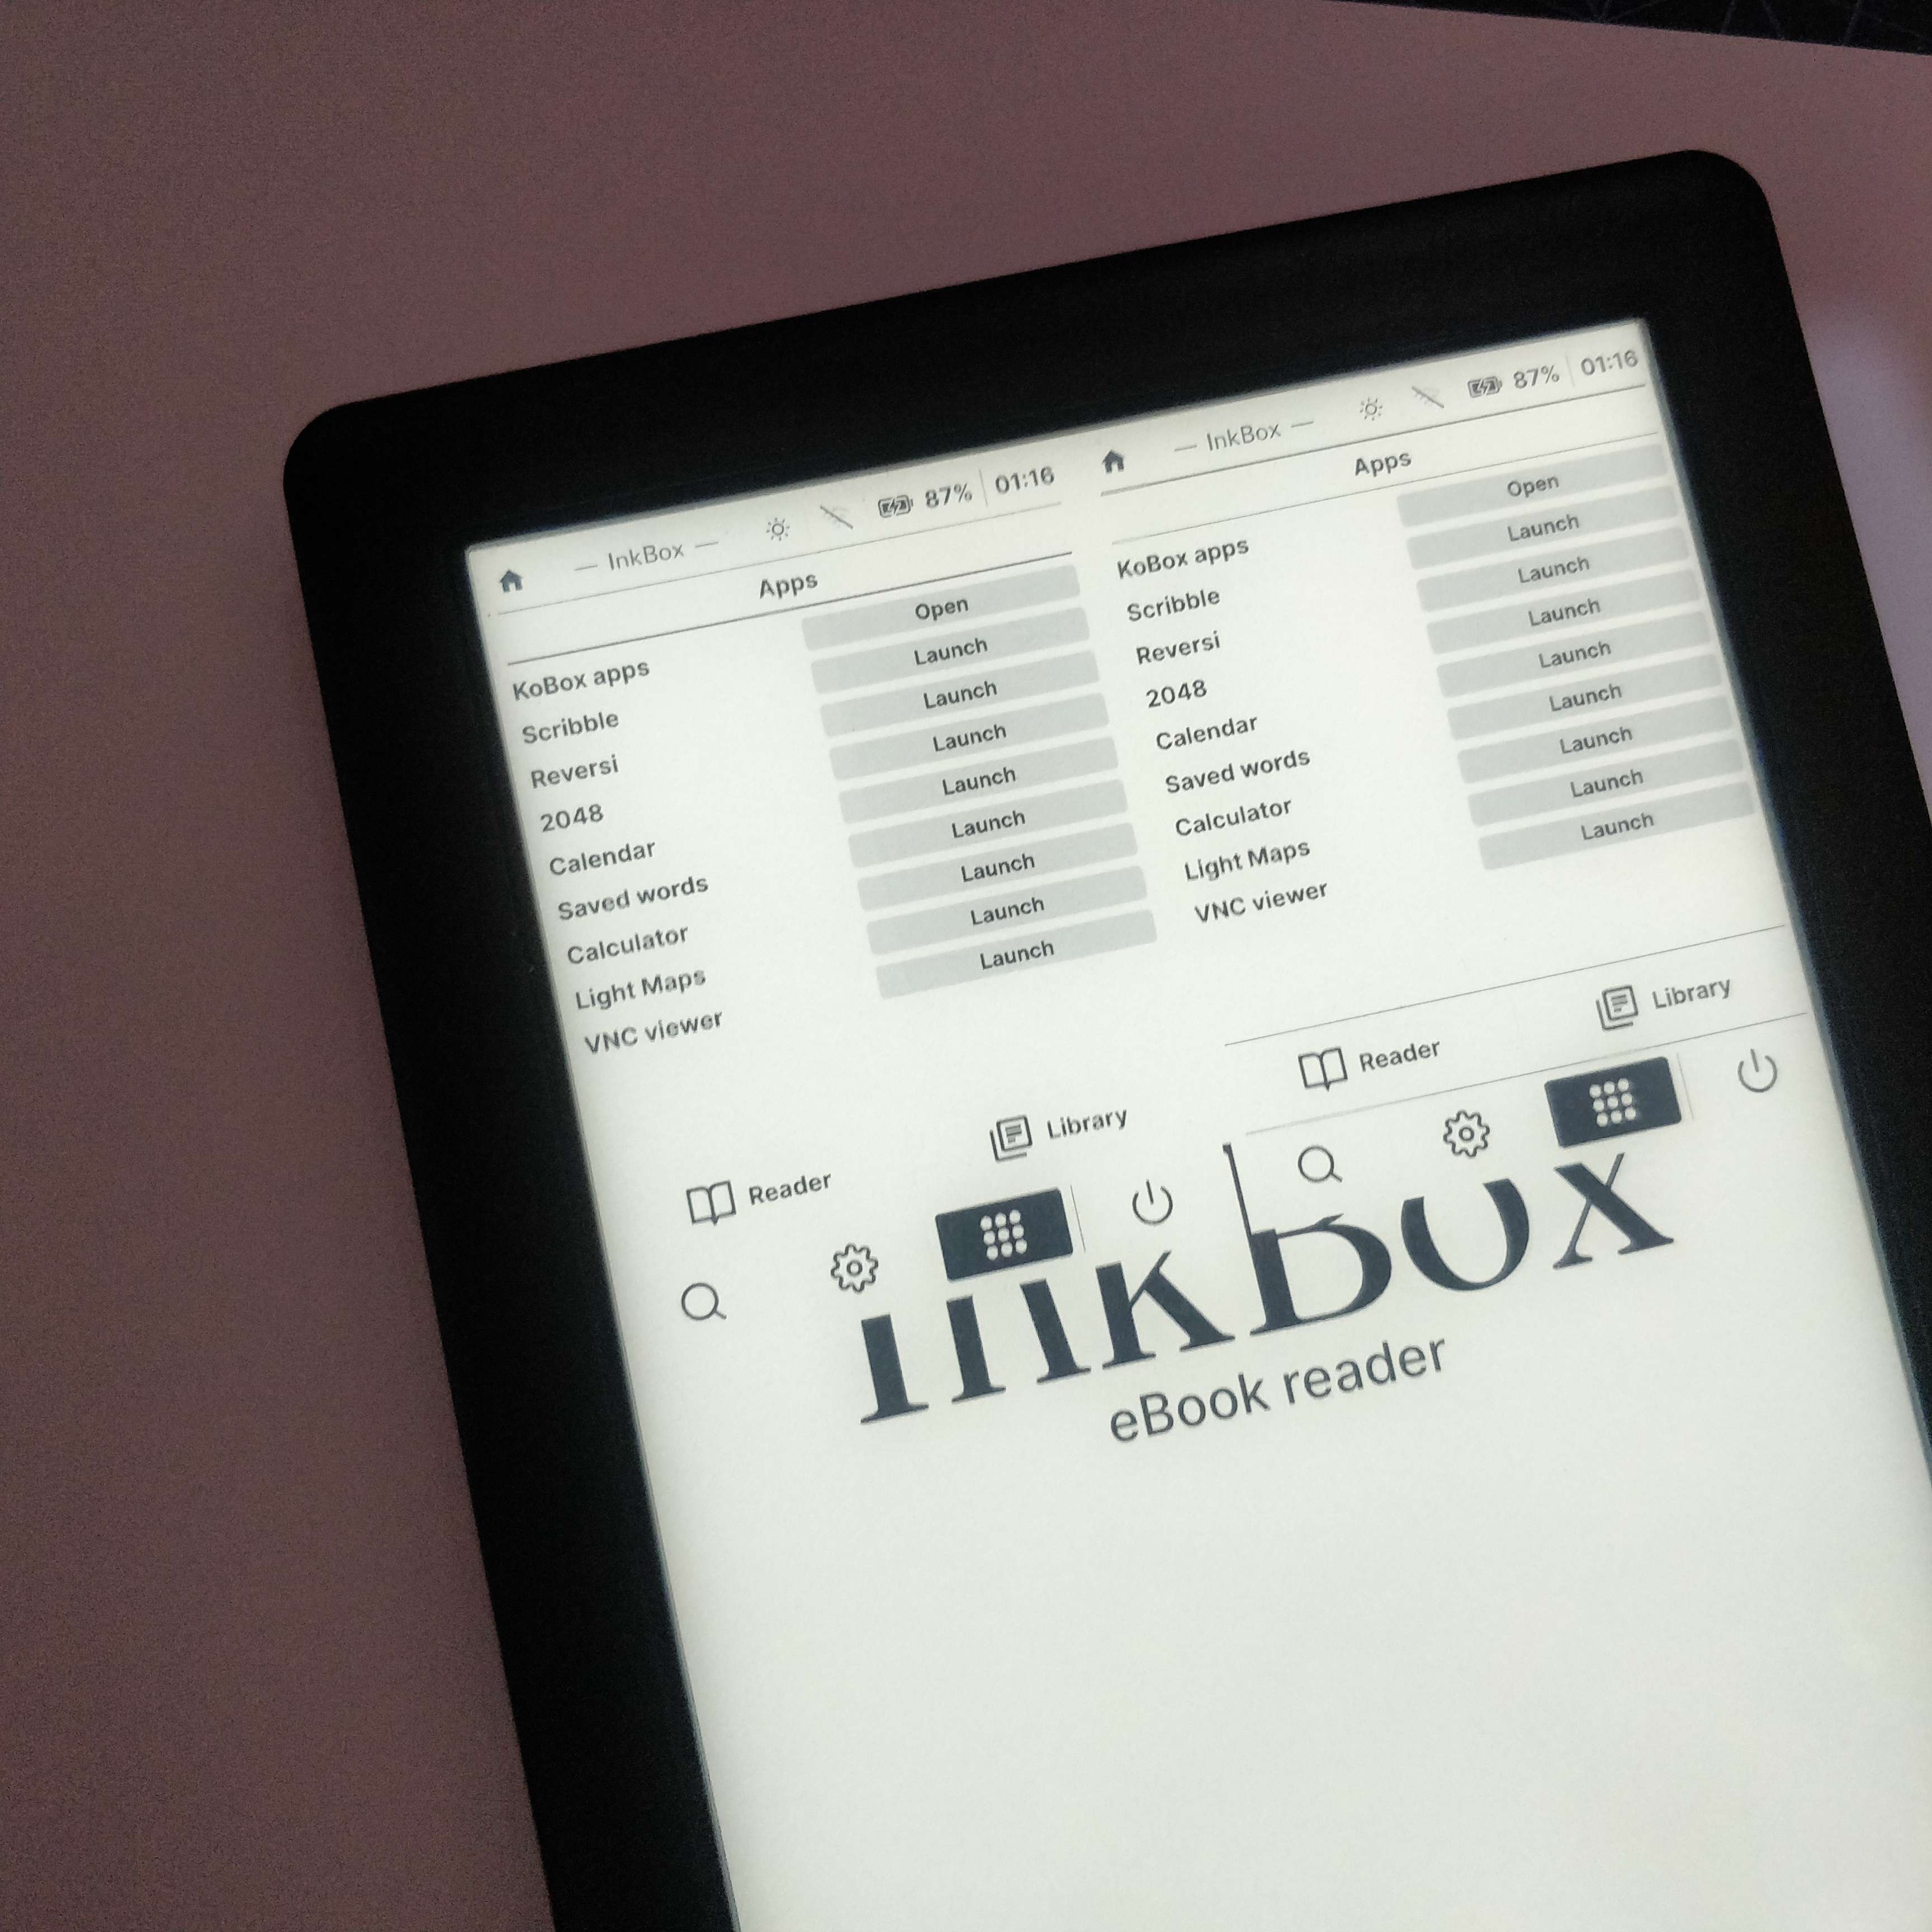 — InkBox — 87% 01:16
Apps
KoBox apps Open
Scribble Launch
Reversi Launch
2048 Launch
Calendar Launch
Saved words Launch
Calculator Launch
Light Maps Launch
VNC viewer Launch
Reader Library
— InkBox — 87% 01:16
Apps
KoBox apps Open
Scribble Launch
Reversi Launch
2048 Launch
Calendar Launch
Saved words Launch
Calculator Launch
Light Maps Launch
VNC viewer Launch
Reader Library
InkBox
eBook reader